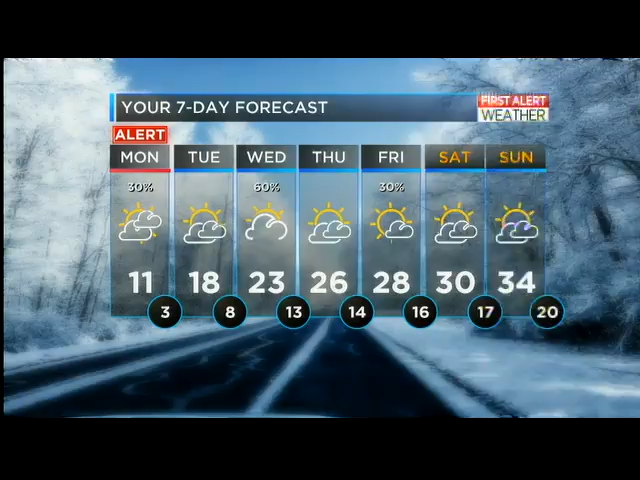 YOUR 7-DAY FORECAST
FIRST ALERT
WEATHER
ALERT
MON TUE WED THU FRI SAT SUN
30% 60% 30%
11 18 23 26 28 30 34
3 8 13 14 16 17 20